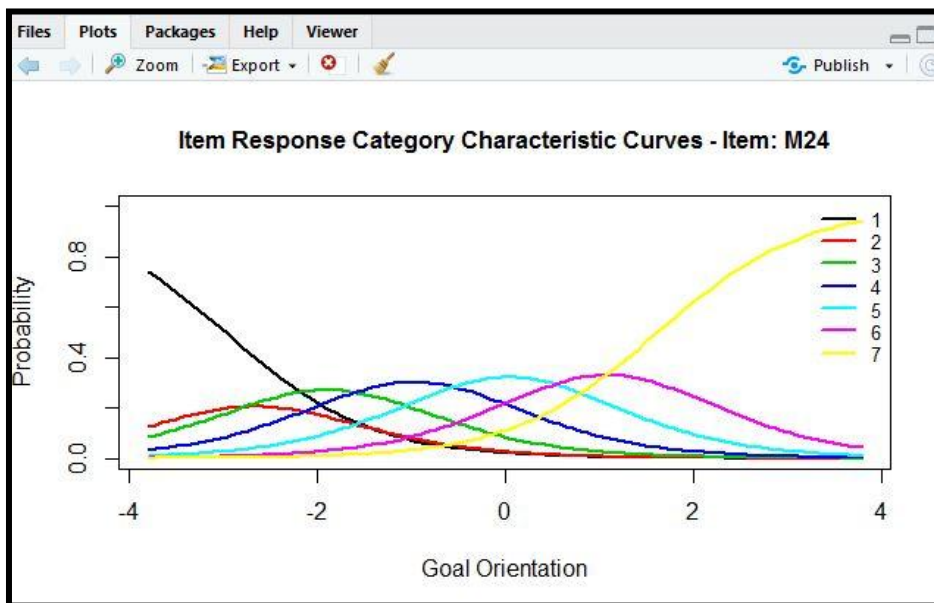 Files Plots Packages Help Viewer
Zoom Export Publish
Item Response Category Characteristic Curves - Item: M24
Probability
0.8
0.4
0.0
1
2
3
4
5
6
7
-4 -2 0 2 4
Goal Orientation